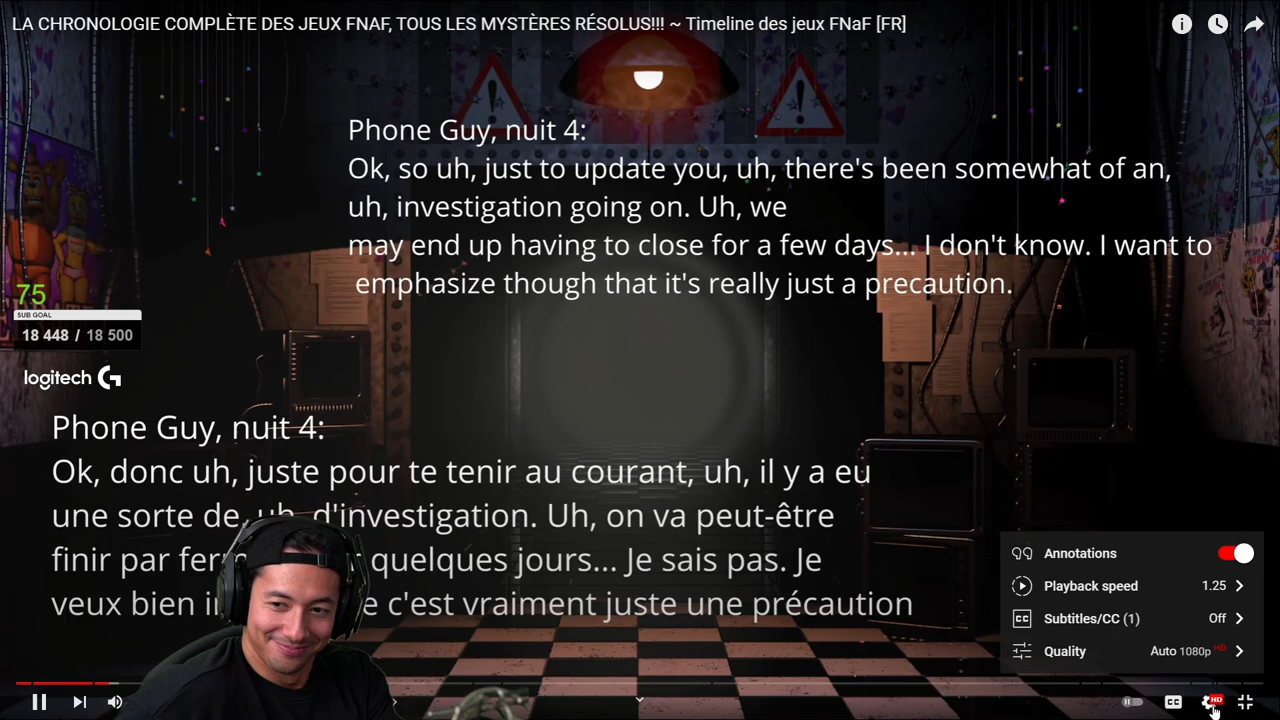 LA CHRONOLOGIE COMPLÈTE DES JEUX FNAF, TOUS LES MYSTÈRES RÉSOLUS!!! ~ Timeline des jeux FNaF [FR]
Phone Guy, nuit 4:
Ok, so uh, just to update you, uh, there's been somewhat of an,
uh, investigation going on. Uh, we
may end up having to close for a few days... I don't know. I want to
emphasize though that it's really just a precaution.
75
SUB GOAL
18 448 / 18 500
logitech G
Phone Guy, nuit 4:
Ok, donc uh, juste pour te tenir au courant, uh, il y a eu
une sorte de, uh, d'investigation. Uh, on va peut-être
finir par quelques jours... Je sais pas. Je
veux bien c'est vraiment juste une précaution
Annotations
Playback speed 1.25
Subtitles/CC (1) Off
Quality Auto 1080p HD
CC
HD